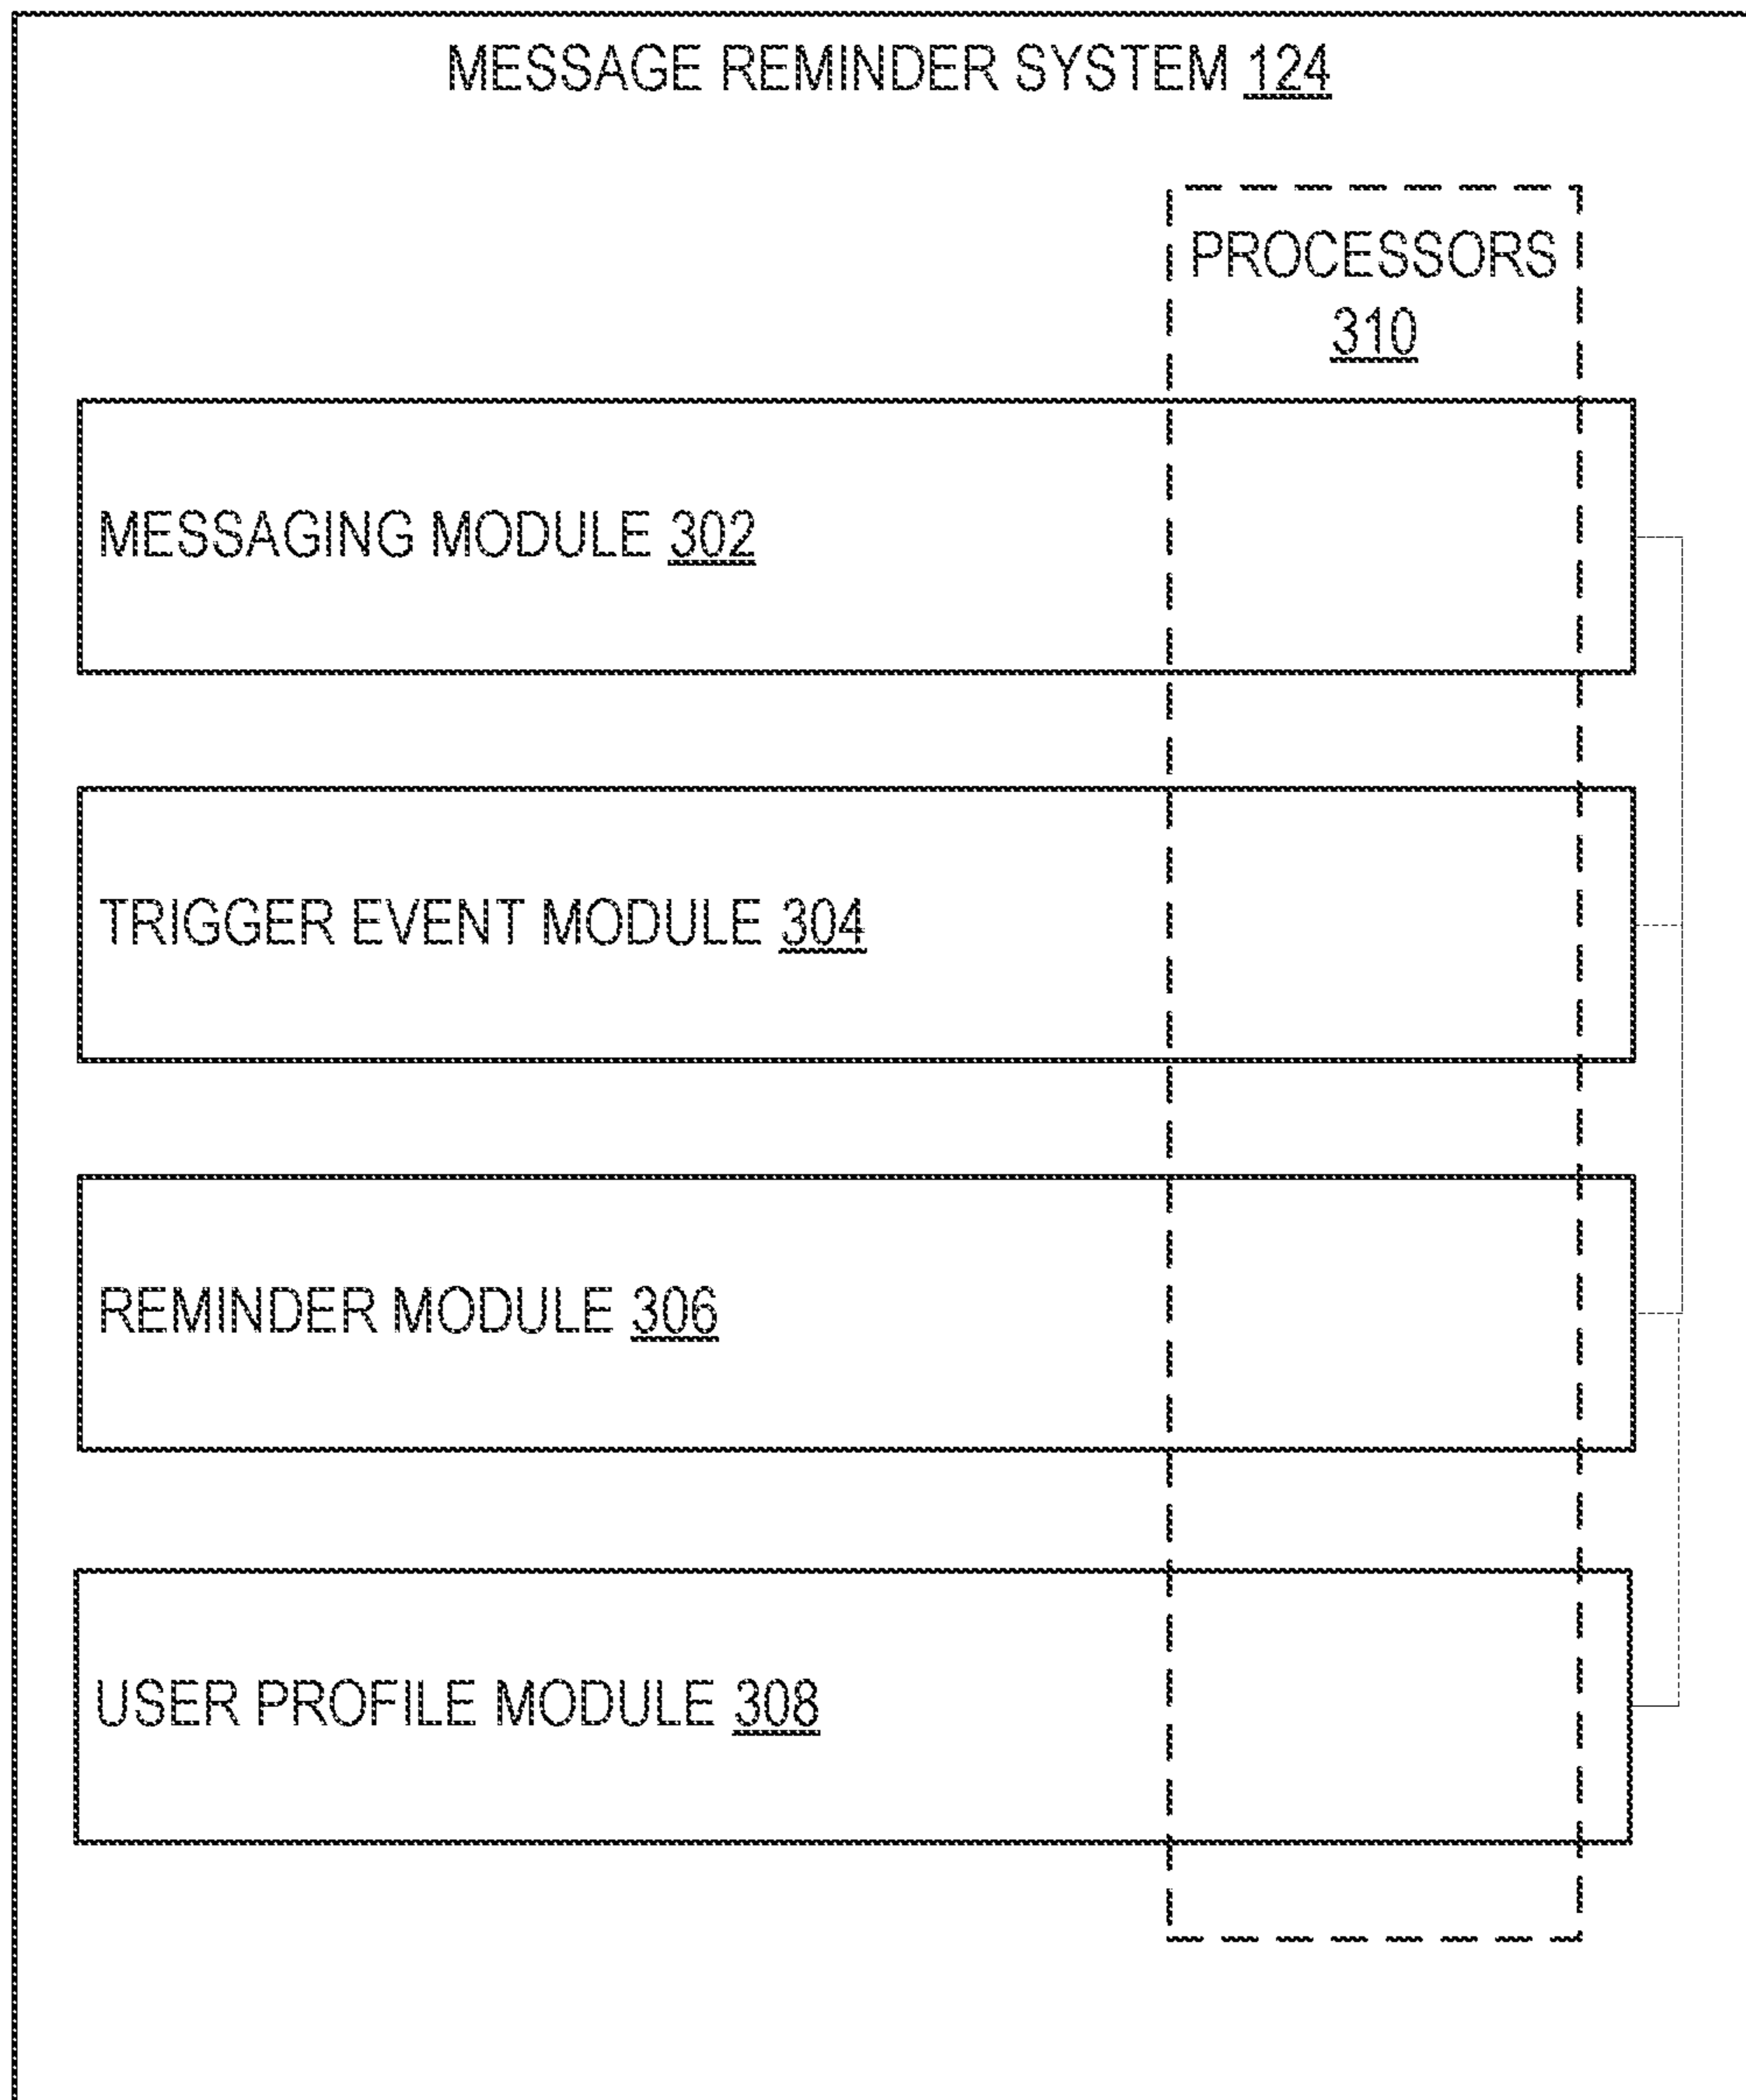 MESSAGE REMINDER SYSTEM 124
PROCESSORS
310
MESSAGING MODULE 302
TRIGGER EVENT MODULE 304
REMINDER MODULE 306
USER PROFILE MODULE 308